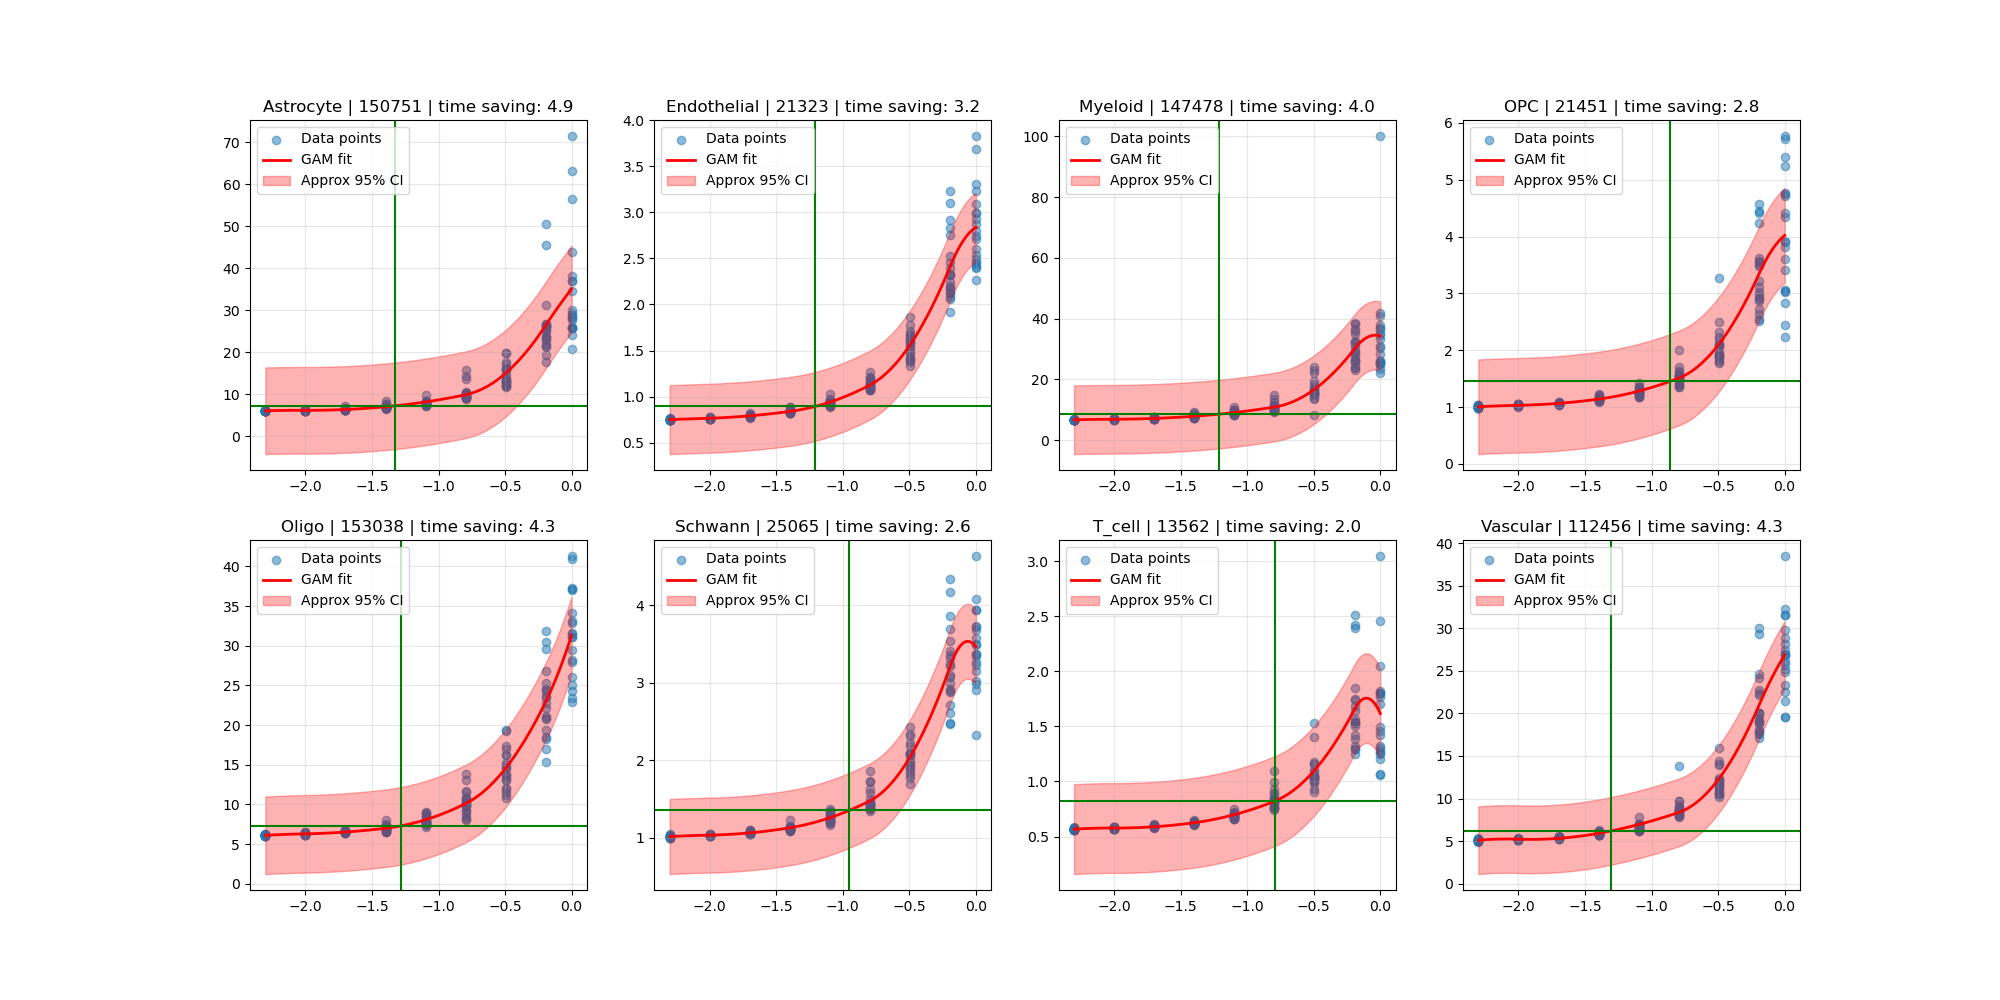 Astrocyte | 150751 | time saving: 4.9
Data points
GAM fit
Approx 95% CI
70
60
50
40
30
20
10
0
−2.0 −1.5 −1.0 −0.5 0.0
Endothelial | 21323 | time saving: 3.2
Data points
GAM fit
Approx 95% CI
4.0
3.5
3.0
2.5
2.0
1.5
1.0
0.5
−2.0 −1.5 −1.0 −0.5 0.0
Myeloid | 147478 | time saving: 4.0
Data points
GAM fit
Approx 95% CI
100
80
60
40
20
0
−2.0 −1.5 −1.0 −0.5 0.0
OPC | 21451 | time saving: 2.8
Data points
GAM fit
Approx 95% CI
6
5
4
3
2
1
0
−2.0 −1.5 −1.0 −0.5 0.0
Oligo | 153038 | time saving: 4.3
Data points
GAM fit
Approx 95% CI
40
35
30
25
20
15
10
5
0
−2.0 −1.5 −1.0 −0.5 0.0
Schwann | 25065 | time saving: 2.6
Data points
GAM fit
Approx 95% CI
4
3
2
1
−2.0 −1.5 −1.0 −0.5 0.0
T_cell | 13562 | time saving: 2.0
Data points
GAM fit
Approx 95% CI
3.0
2.5
2.0
1.5
1.0
0.5
−2.0 −1.5 −1.0 −0.5 0.0
Vascular | 112456 | time saving: 4.3
Data points
GAM fit
Approx 95% CI
40
35
30
25
20
15
10
5
0
−2.0 −1.5 −1.0 −0.5 0.0